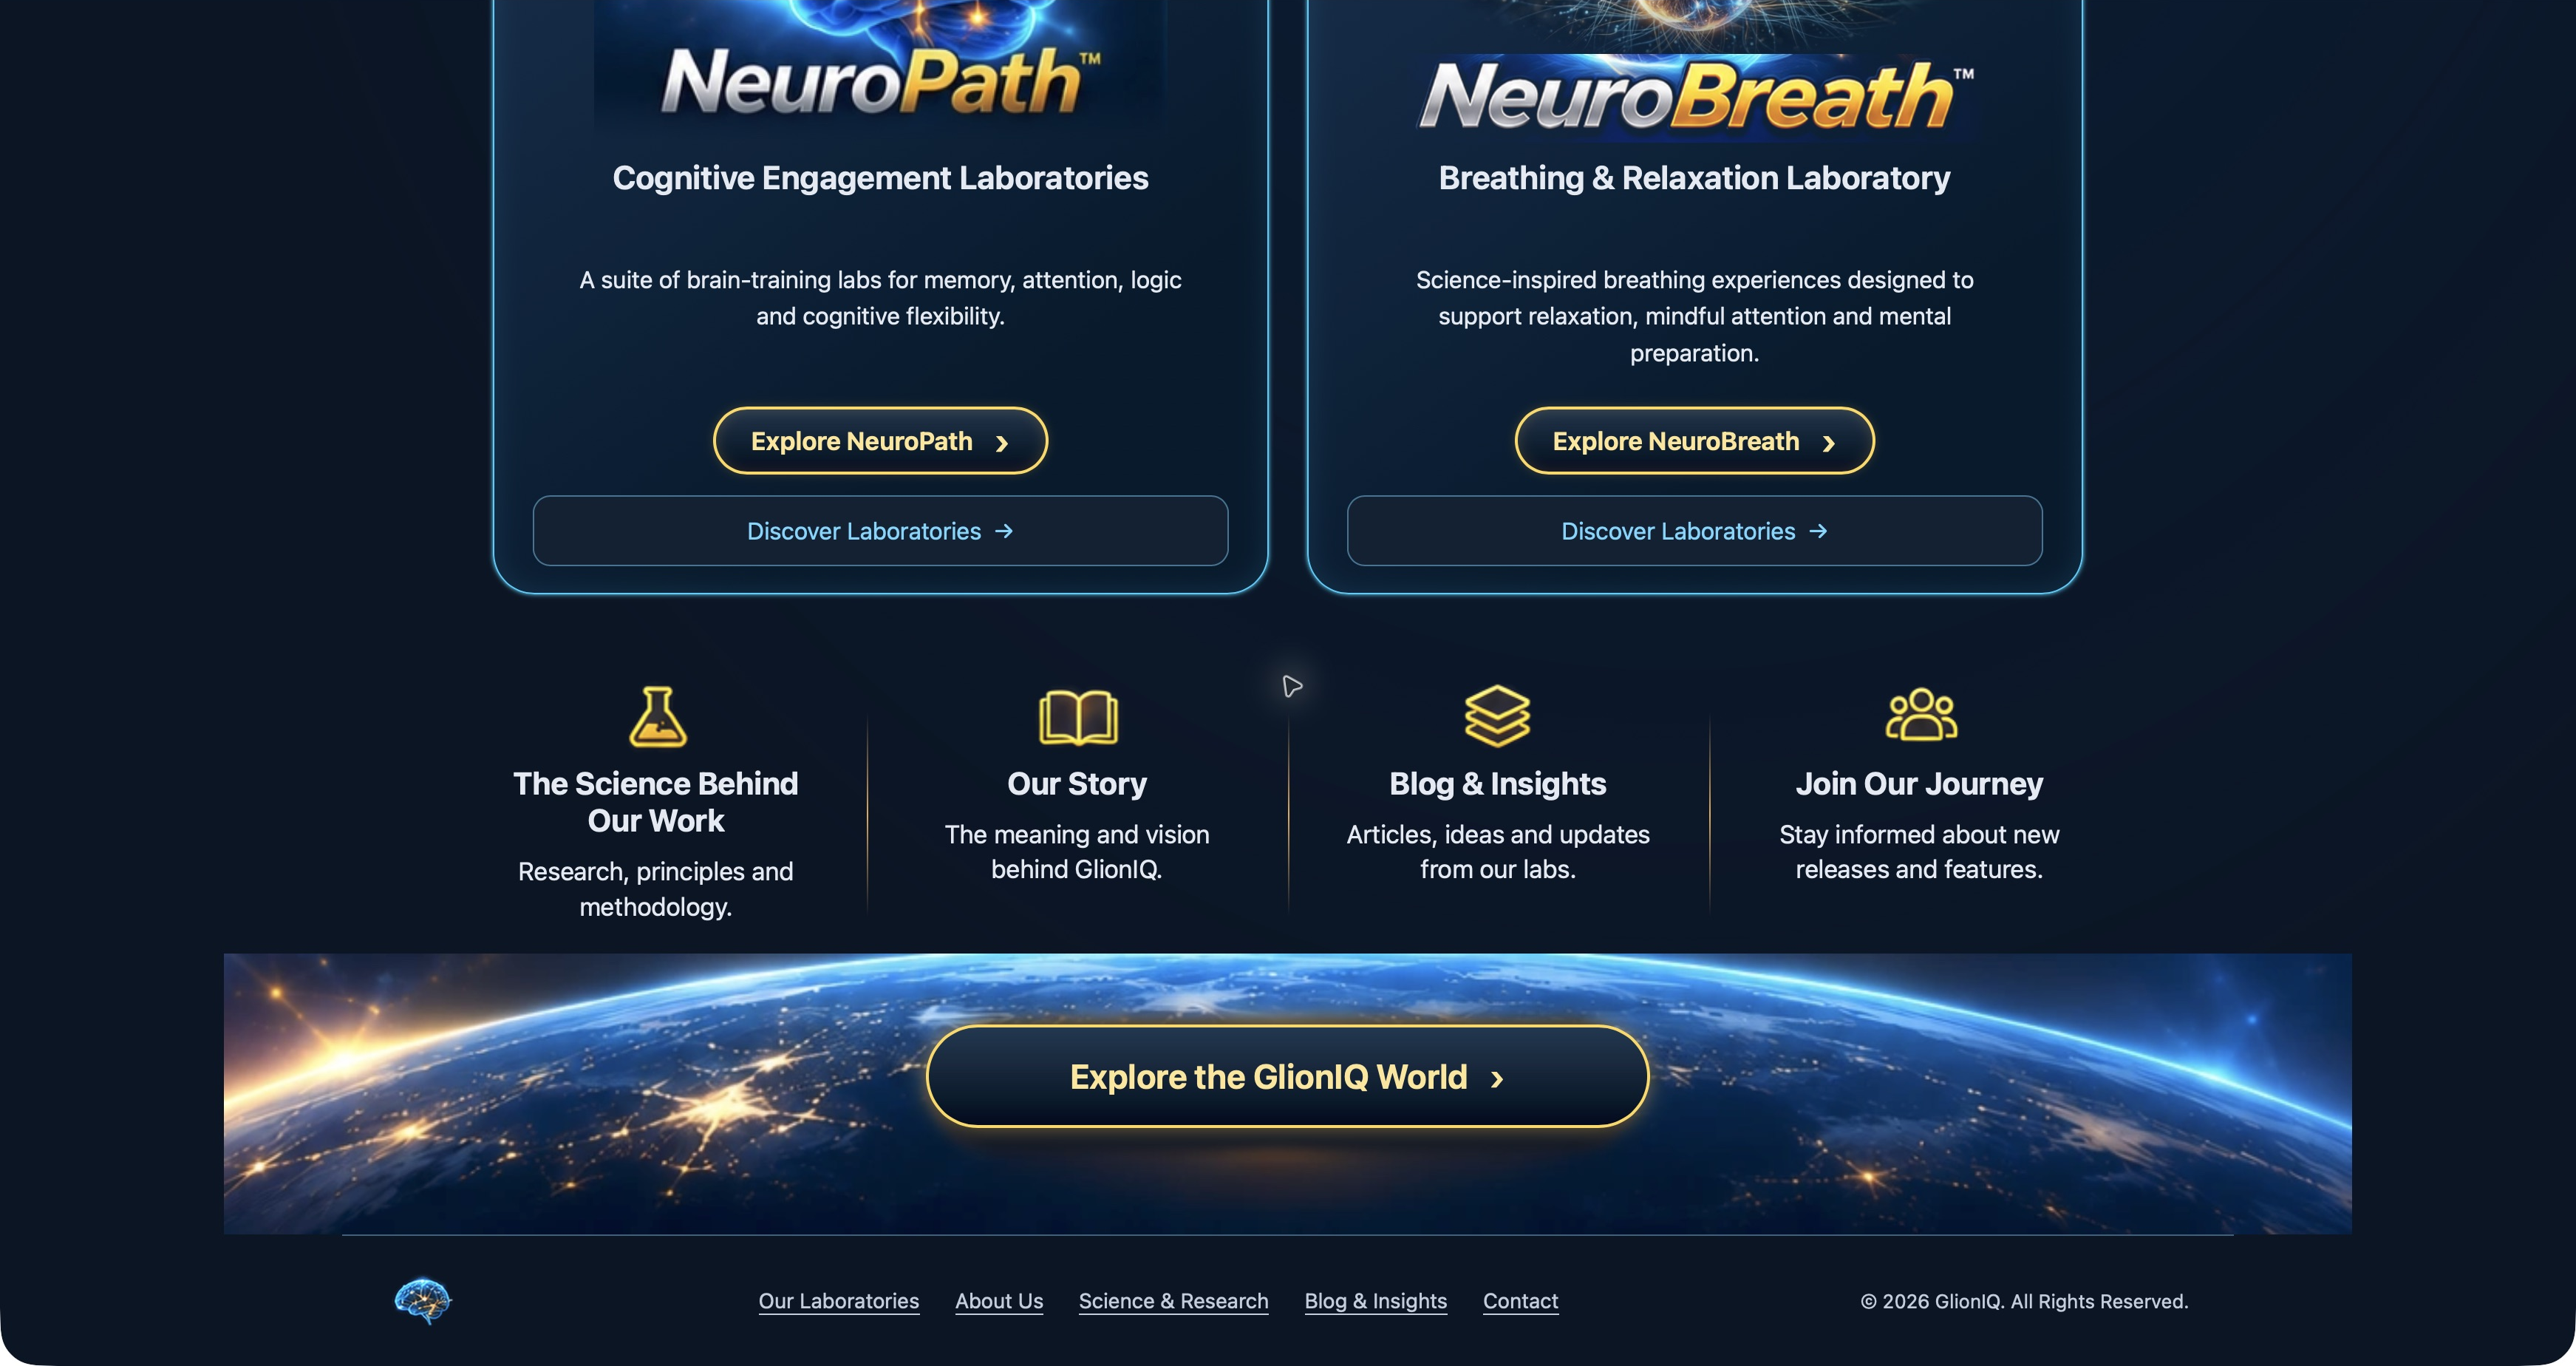 NeuroPath™
Cognitive Engagement Laboratories
A suite of brain-training labs for memory, attention, logic
and cognitive flexibility.
Explore NeuroPath ›
Discover Laboratories →
NeuroBreath™
Breathing & Relaxation Laboratory
Science-inspired breathing experiences designed to
support relaxation, mindful attention and mental
preparation.
Explore NeuroBreath ›
Discover Laboratories →
The Science Behind
Our Work
Research, principles and
methodology.
Our Story
The meaning and vision
behind GlionIQ.
Blog & Insights
Articles, ideas and updates
from our labs.
Join Our Journey
Stay informed about new
releases and features.
Explore the GlionIQ World ›
Our Laboratories About Us Science & Research Blog & Insights Contact
© 2026 GlionIQ. All Rights Reserved.